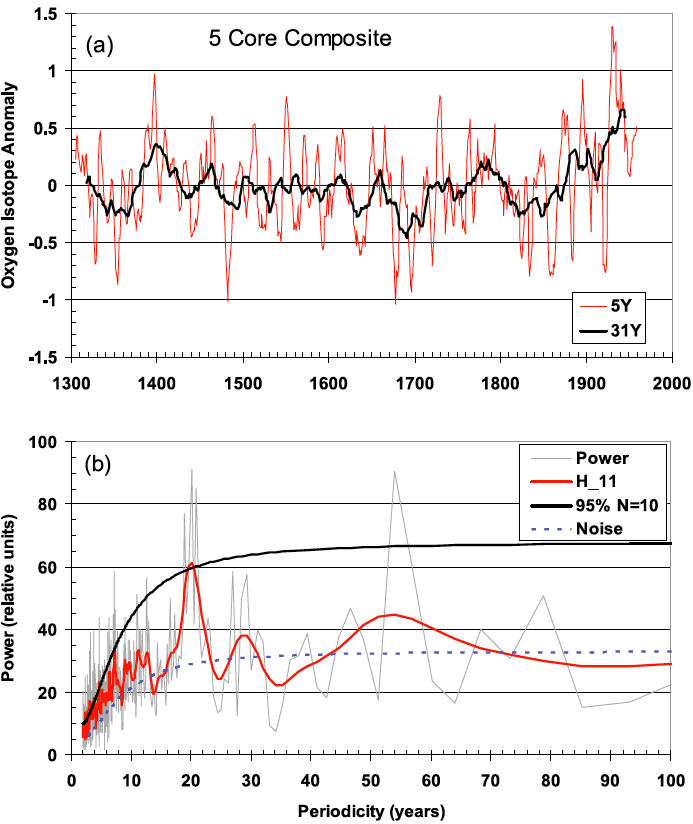 (a)
5 Core Composite
Oxygen Isotope Anomaly
1.5
1
0.5
0
-0.5
-1
-1.5
5Y
31Y
1300 1400 1500 1600 1700 1800 1900 2000
(b)
Power (relative units)
100
80
60
40
20
0
Power
H_11
95% N=10
Noise
0 10 20 30 40 50 60 70 80 90 100
Periodicity (years)